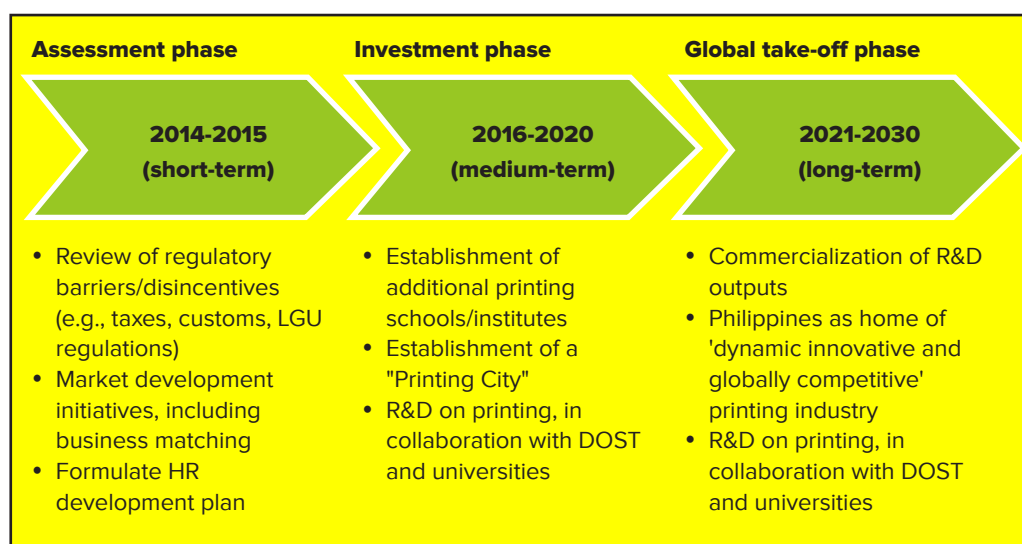 Assessment phase
2014-2015
(short-term)
• Review of regulatory
barriers/disincentives
(e.g., taxes, customs, LGU
regulations)
• Market development
initiatives, including
business matching
• Formulate HR
development plan
Investment phase
2016-2020
(medium-term)
• Establishment of
additional printing
schools/institutes
• Establishment of a
"Printing City"
• R&D on printing, in
collaboration with DOST
and universities
Global take-off phase
2021-2030
(long-term)
• Commercialization of R&D
outputs
• Philippines as home of
'dynamic innovative and
globally competitive'
printing industry
• R&D on printing, in
collaboration with DOST
and universities